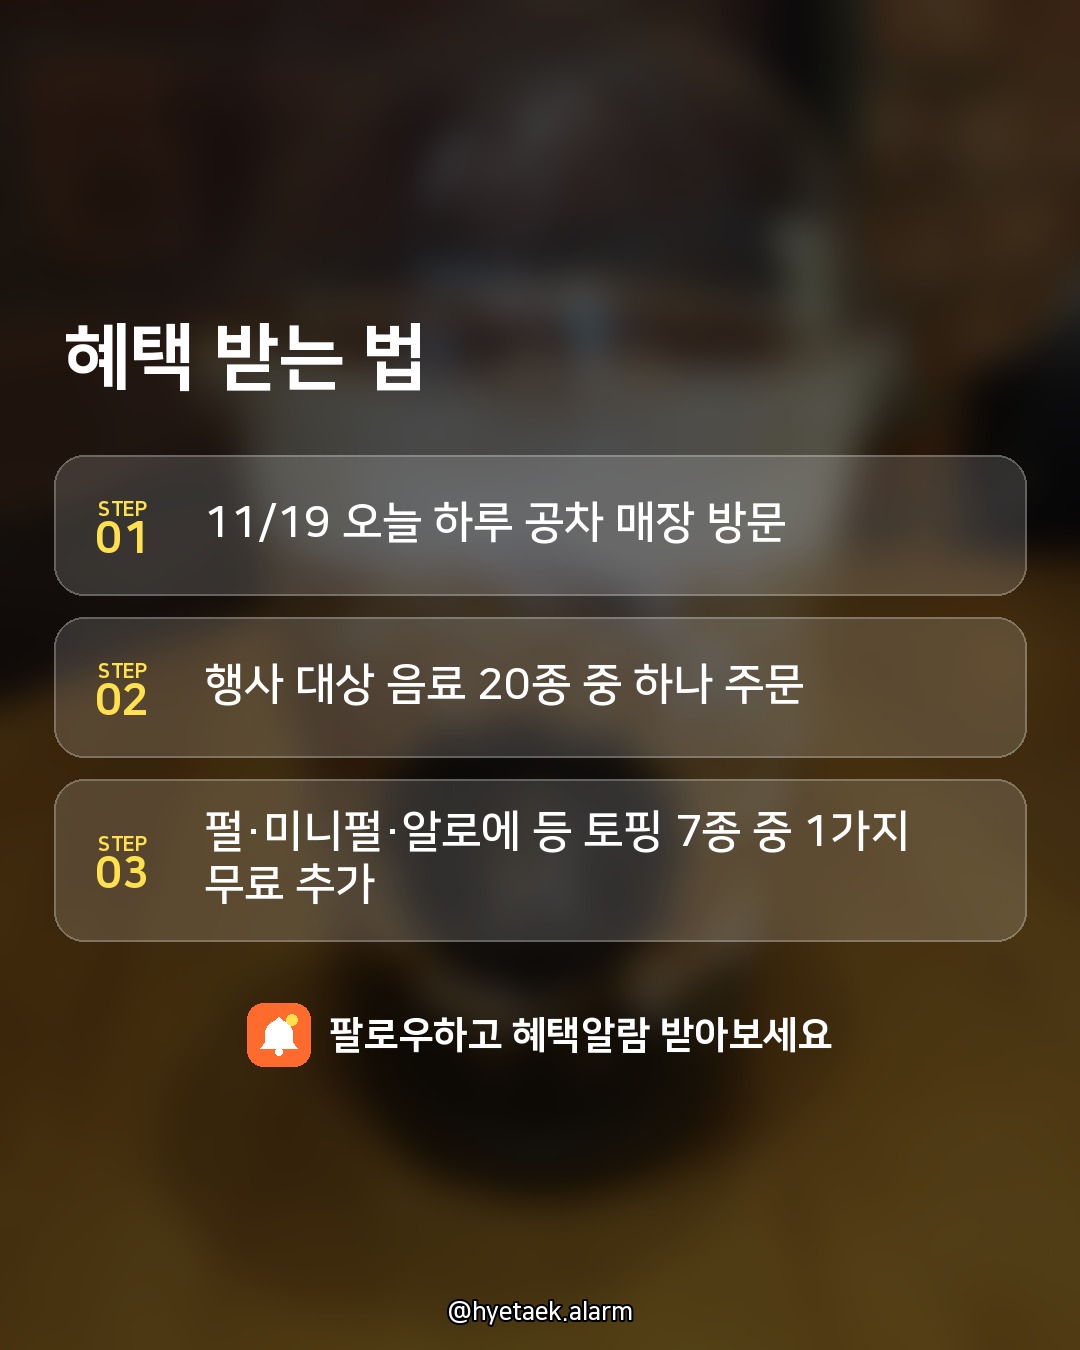 혜택 받는 법
STEP
01
11/19 오늘 하루 공차 매장 방문
STEP
02
행사 대상 음료 20종 중 하나 주문
STEP
03
펄·미니펄·알로에 등 토핑 7종 중 1가지
무료 추가
팔로우하고 혜택알람 받아보세요
@hyetaek.alarm